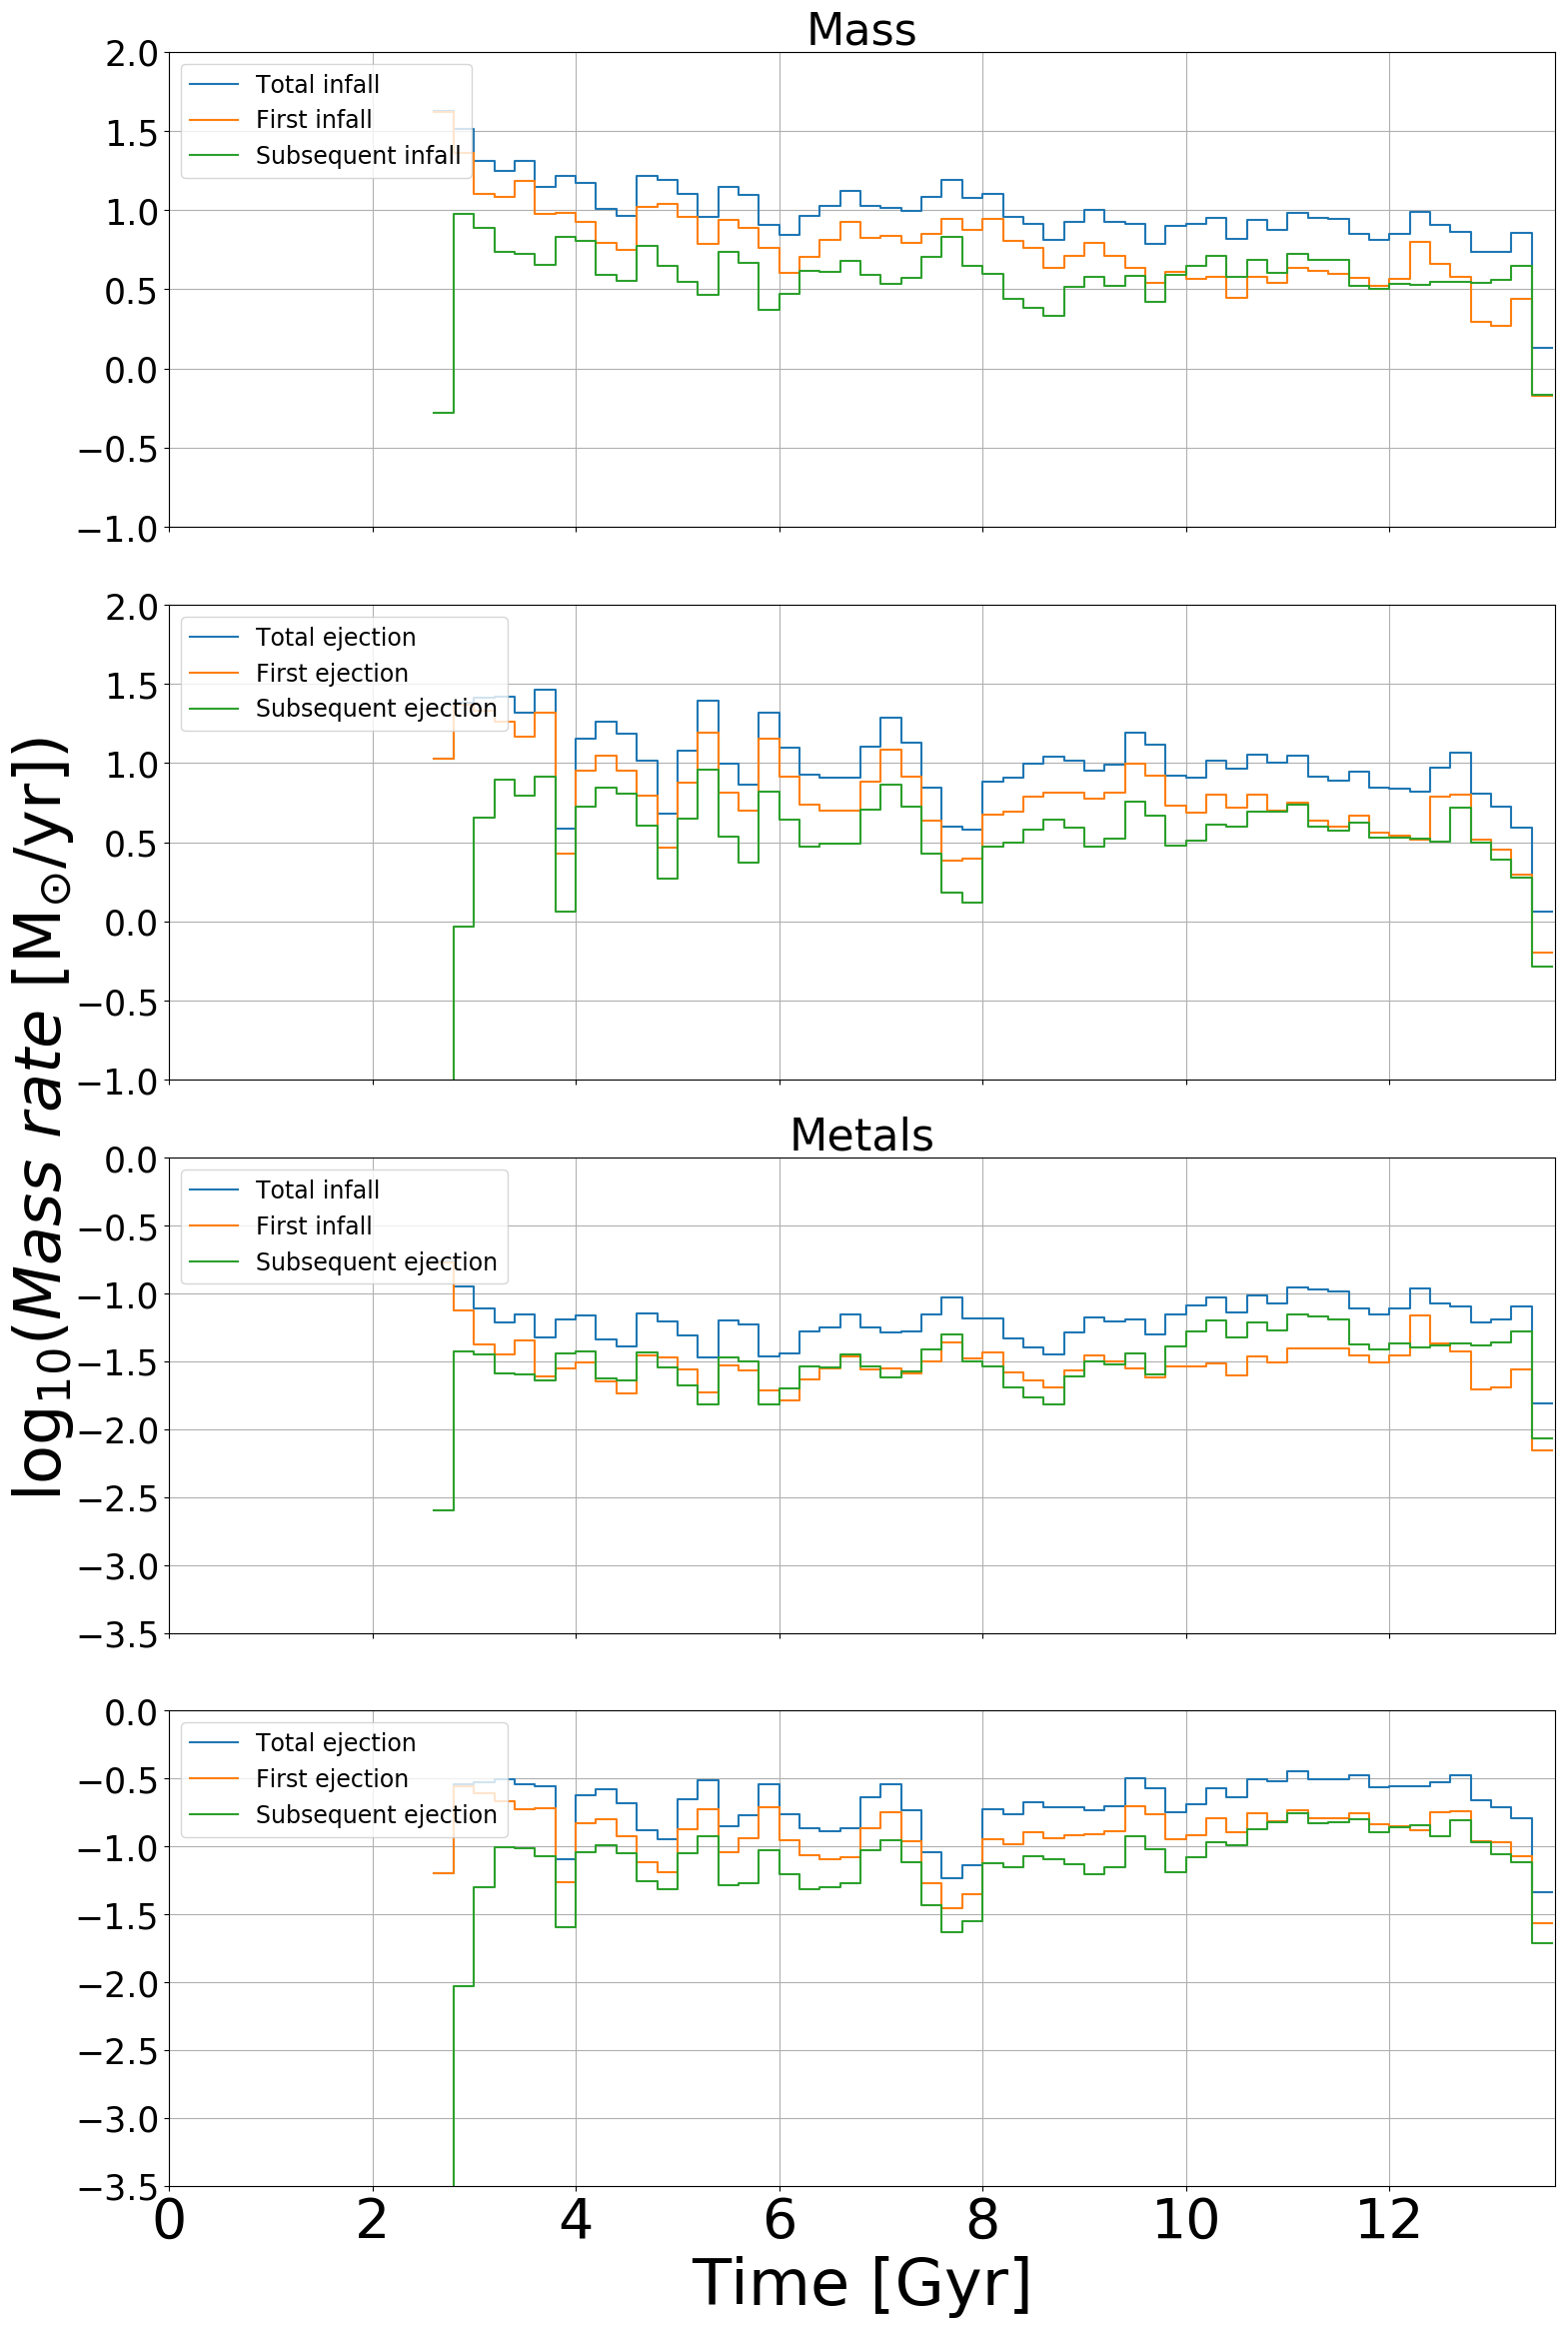 Mass
2.0
1.5
1.0
0.5
0.0
−0.5
−1.0
Total infall
First infall
Subsequent infall
2.0
1.5
1.0
0.5
0.0
−0.5
−1.0
Total ejection
First ejection
Subsequent ejection
log10(Mass rate [M⊙/yr])
Metals
0.0
−0.5
−1.0
−1.5
−2.0
−2.5
−3.0
−3.5
Total infall
First infall
Subsequent ejection
0.0
−0.5
−1.0
−1.5
−2.0
−2.5
−3.0
−3.5
Total ejection
First ejection
Subsequent ejection
0 2 4 6 8 10 12
Time [Gyr]